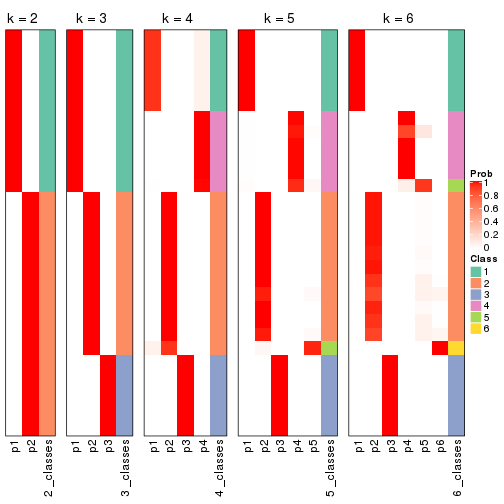 k = 2
k = 3
k = 4
k = 5
k = 6
p1
p2
2_classes
p1
p2
p3
3_classes
p1
p2
p3
p4
4_classes
p1
p2
p3
p4
p5
5_classes
p1
p2
p3
p4
p5
p6
6_classes
Prob
1
0.8
0.6
0.4
0.2
0
Class
1
2
3
4
5
6